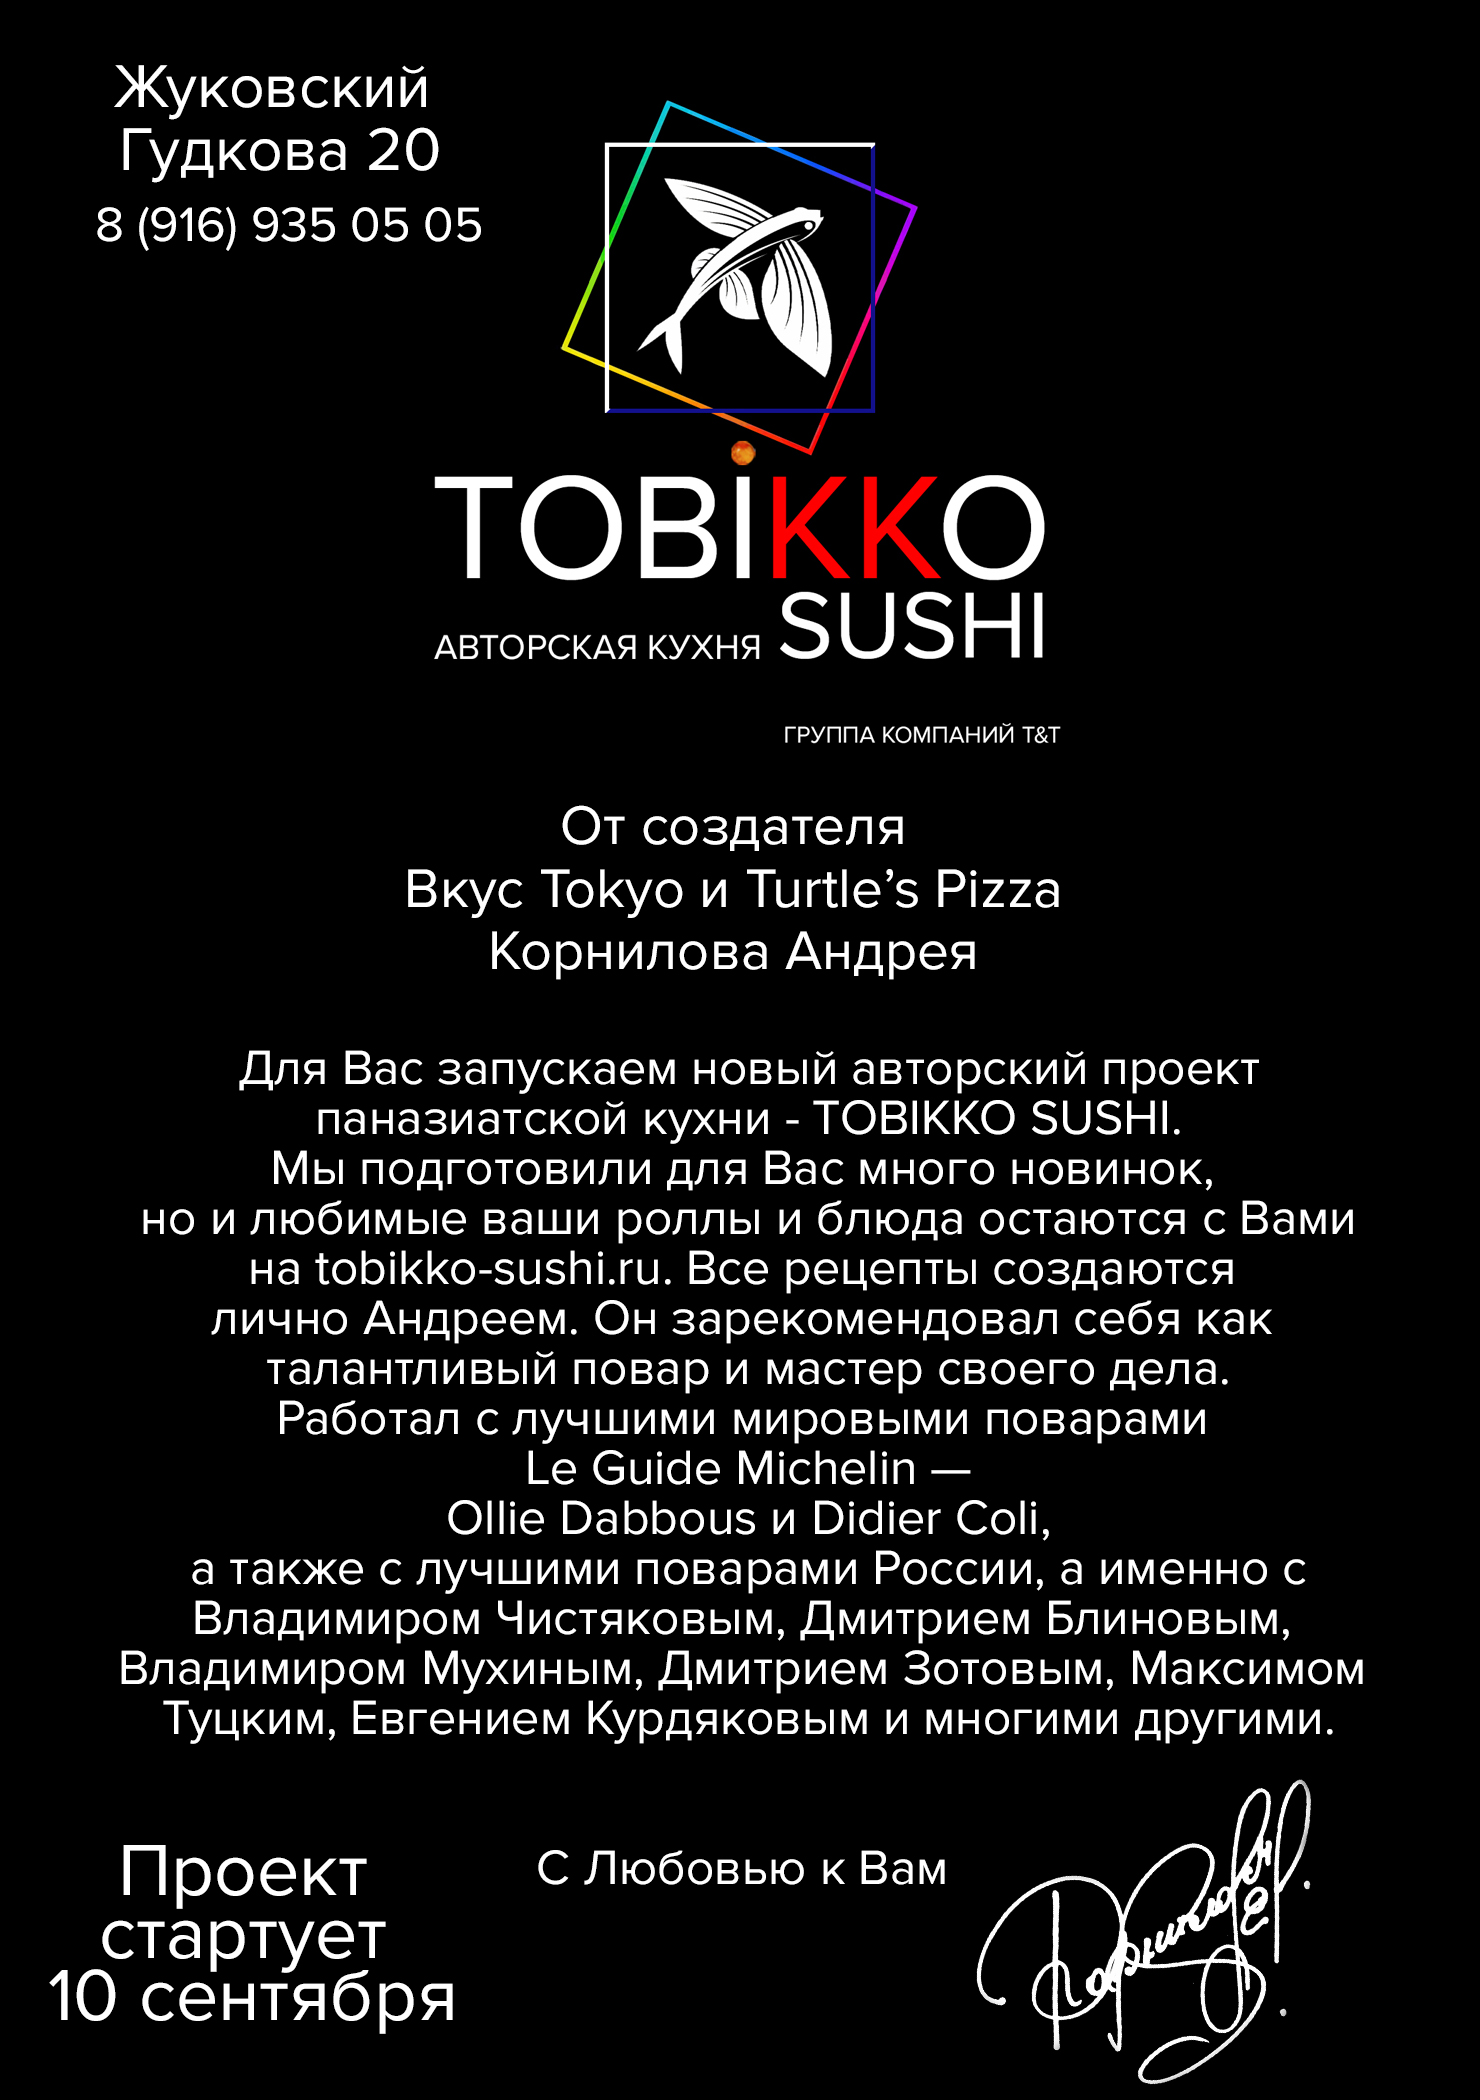 Жуковский
Гудкова 20
8 (916) 935 05 05
TOBIKKO
SUSHI
АВТОРСКАЯ КУХНЯ
ГРУППА КОМПАНИЙ T&T
От создателя
Вкус Tokyo и Turtle’s Pizza
Корнилова Андрея
Для Вас запускаем новый авторский проект
паназиатской кухни - TOBIKKO SUSHI.
Мы подготовили для Вас много новинок,
но и любимые ваши роллы и блюда остаются с Вами
на tobikko-sushi.ru. Все рецепты создаются
лично Андреем. Он зарекомендовал себя как
талантливый повар и мастер своего дела.
Работал с лучшими мировыми поварами
Le Guide Michelin —
Ollie Dabbous и Didier Coli,
а также с лучшими поварами России, а именно с
Владимиром Чистяковым, Дмитрием Блиновым,
Владимиром Мухиным, Дмитрием Зотовым, Максимом
Туцким, Евгением Курдяковым и многими другими.
С Любовью к Вам
Проект
стартует
10 сентября